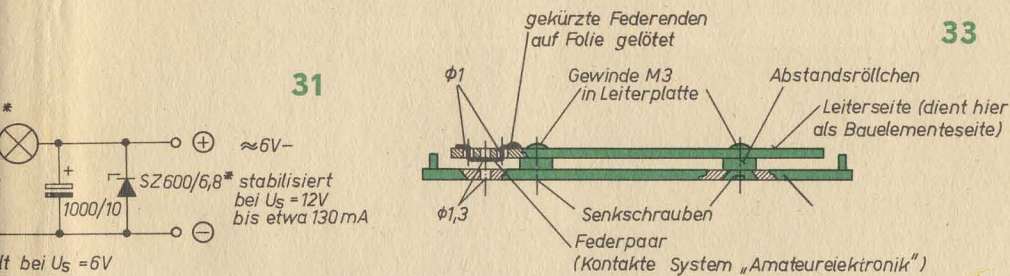 31
*
+
⊕
≈6V–
SZ600/6,8* stabilisiert
bei Us = 12V
bis etwa 130 mA
1000/10
⊖
lt bei Us = 6V
33
gekürzte Federenden
auf Folie gelötet
ϕ1
Gewinde M3
in Leiterplatte
Abstandsröllchen
Leiterseite (dient hier
als Bauelementeseite)
ϕ1,3
Senkschrauben
Federpaar
(Kontakte System „Amateurelektronik")